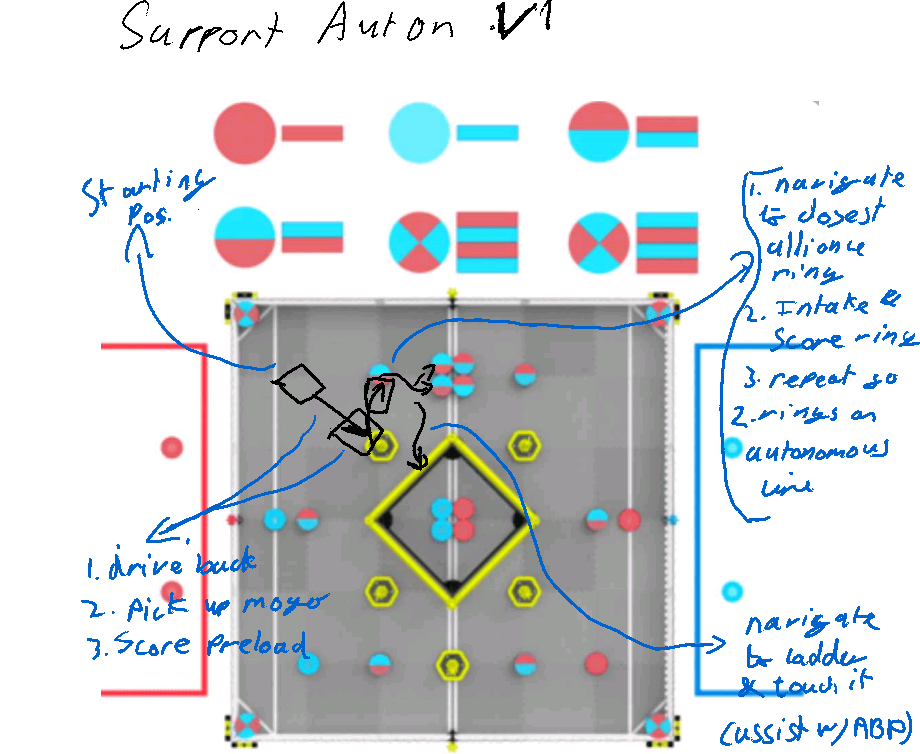 Support Auton V1
Starting
Pos.
1. navigate
to closest
alliance
ring
2. Intake &
Score ring
3. repeat so
2. rings on
autonomous
line
1. drive back
2. Pick up mogo
3. Score Preload
navigate
to ladder
& touch it
(assist w/ ABP)